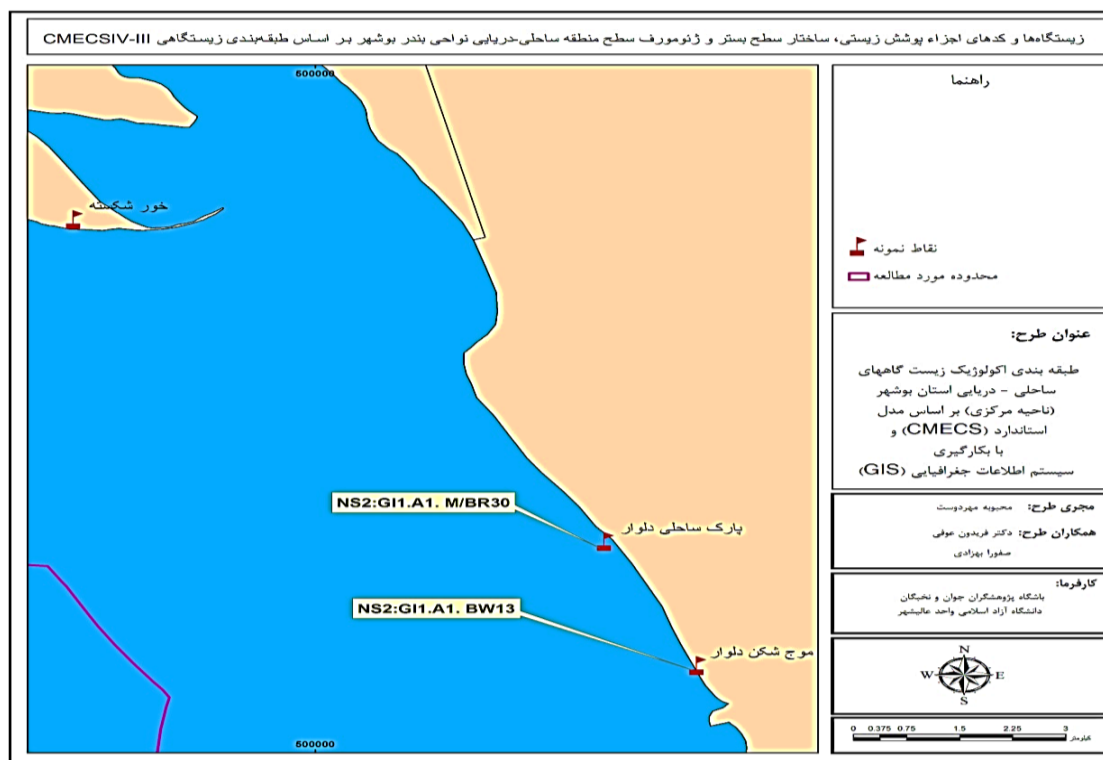 زیستگاه‌ها و کدهای اجزاء پوشش زیستی، ساختار سطح بستر و ژئومورف سطح منطقه ساحلی-دریایی نواحی بندر بوشهر بر اساس طبقه‌بندی زیستگاهی CMECSIV-III
500000
خور شکسته
NS2:GI1.A1. M/BR30
پارک ساحلی دلوار
NS2:GI1.A1. BW13
موج شکن دلوار
500000
راهنما
نقاط نمونه
محدوده مورد مطالعه
عنوان طرح:
طبقه بندی اکولوژیک زیست گاههای
ساحلی - دریایی استان بوشهر
(ناحیه مرکزی) بر اساس مدل
استاندارد (CMECS) و
با بکارگیری
سیستم اطلاعات جغرافیایی (GIS)
مجری طرح: محبوبه مهردوست
همکاران طرح: دکتر فریدون عوفی
صفورا بهزادی
کارفرما:
باشگاه پژوهشگران جوان و نخبگان
دانشگاه آزاد اسلامی واحد عالیشهر
N
W E
S
0 0.375 0.75 1.5 2.25 3
کیلومتر